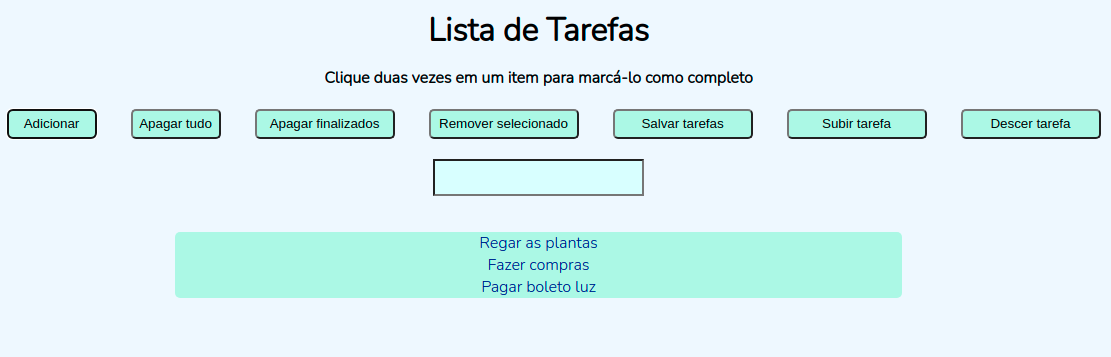 Lista de Tarefas
Clique duas vezes em um item para marcá-lo como completo
Adicionar Apagar tudo Apagar finalizados Remover selecionado Salvar tarefas Subir tarefa Descer tarefa
Regar as plantas
Fazer compras
Pagar boleto luz